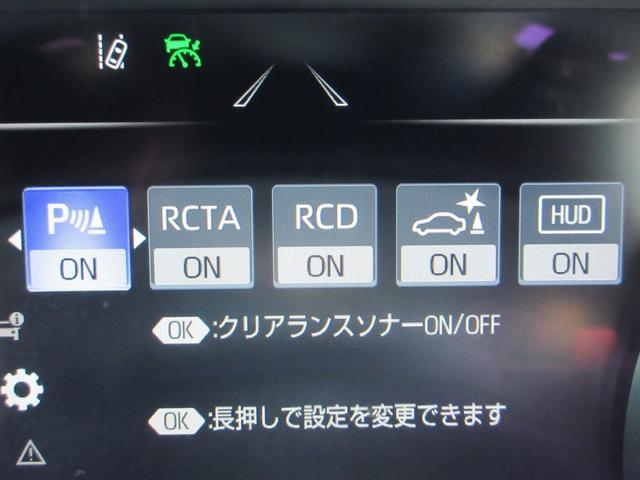 P RCTA RCD HUD
ON ON ON ON ON
OK:クリアランスソナーON/OFF
OK:長押しで設定を変更できます